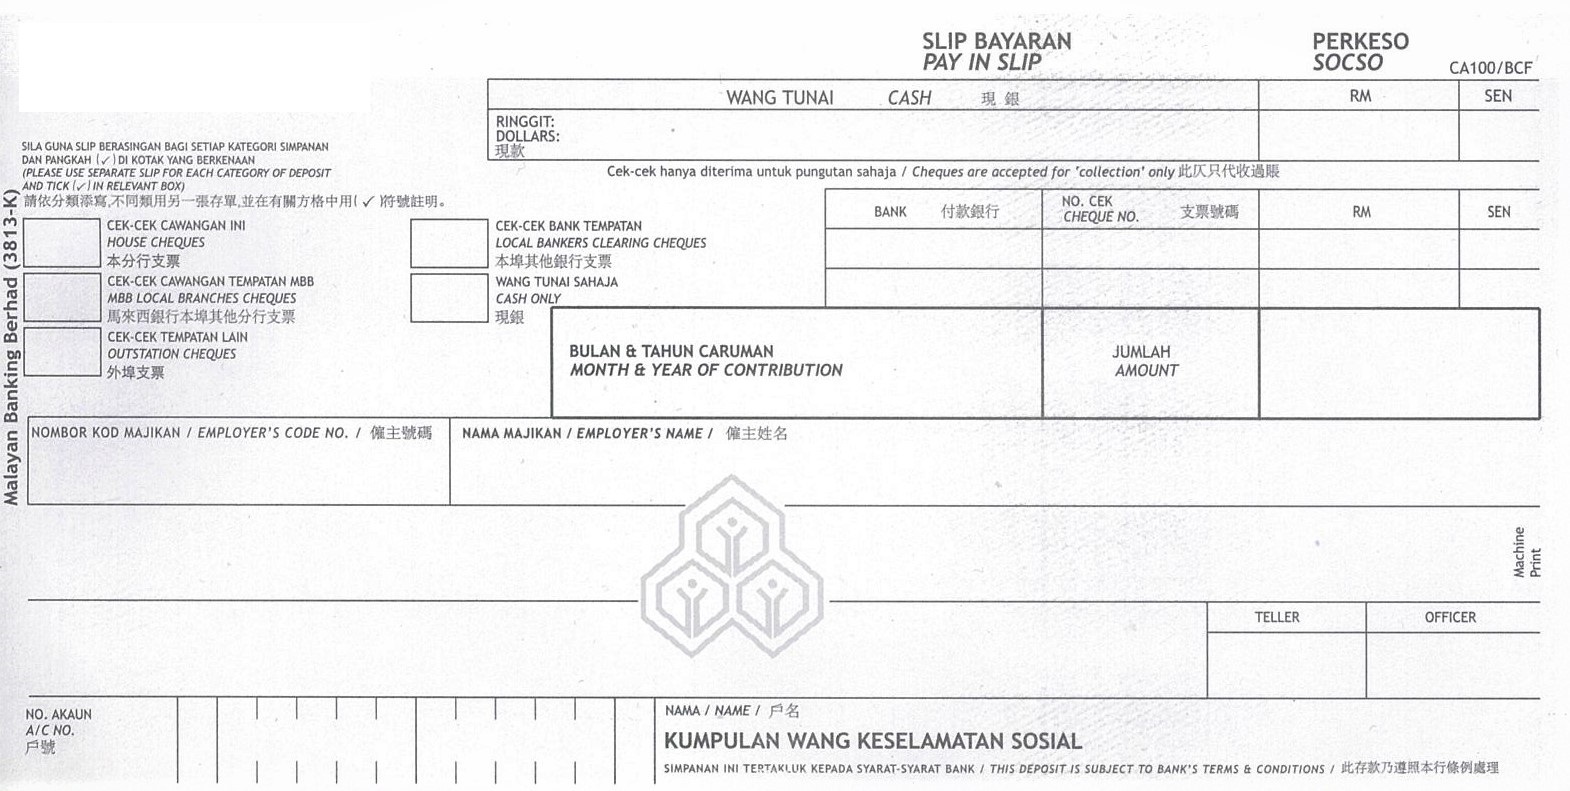 SLIP BAYARAN
PAY IN SLIP
PERKESO
SOCSO
CA100/BCF
WANG TUNAI CASH 現 銀 RM SEN
RINGGIT:
DOLLARS:
現款
SILA GUNA SLIP BERASINGAN BAGI SETIAP KATEGORI SIMPANAN
DAN PANGKAH (✓) DI KOTAK YANG BERKENAAN
(PLEASE USE SEPARATE SLIP FOR EACH CATEGORY OF DEPOSIT
AND TICK (✓) IN RELEVANT BOX)
請依分類添寫,不同類用另一張存單,並在有關方格中用( ✓ )符號註明。
Cek-cek hanya diterima untuk pungutan sahaja / Cheques are accepted for 'collection' only 此仄只代收過賬
BANK 付款銀行 NO. CEK
CHEQUE NO. 支票號碼 RM SEN
Malayan Banking Berhad (3813-K)
CEK-CEK CAWANGAN INI
HOUSE CHEQUES
本分行支票
CEK-CEK BANK TEMPATAN
LOCAL BANKERS CLEARING CHEQUES
本埠其他銀行支票
CEK-CEK CAWANGAN TEMPATAN MBB
MBB LOCAL BRANCHES CHEQUES
馬來西銀行本埠其他分行支票
WANG TUNAI SAHAJA
CASH ONLY
現銀
CEK-CEK TEMPATAN LAIN
OUTSTATION CHEQUES
外埠支票
BULAN & TAHUN CARUMAN
MONTH & YEAR OF CONTRIBUTION
JUMLAH
AMOUNT
NOMBOR KOD MAJIKAN / EMPLOYER'S CODE NO. / 僱主號碼
NAMA MAJIKAN / EMPLOYER'S NAME / 僱主姓名
Machine
Print
TELLER OFFICER
NO. AKAUN
A/C NO.
戶號
NAMA / NAME / 戶名
KUMPULAN WANG KESELAMATAN SOSIAL
SIMPANAN INI TERTAKLUK KEPADA SYARAT-SYARAT BANK / THIS DEPOSIT IS SUBJECT TO BANK'S TERMS & CONDITIONS / 此存款乃遵照本行條例處理